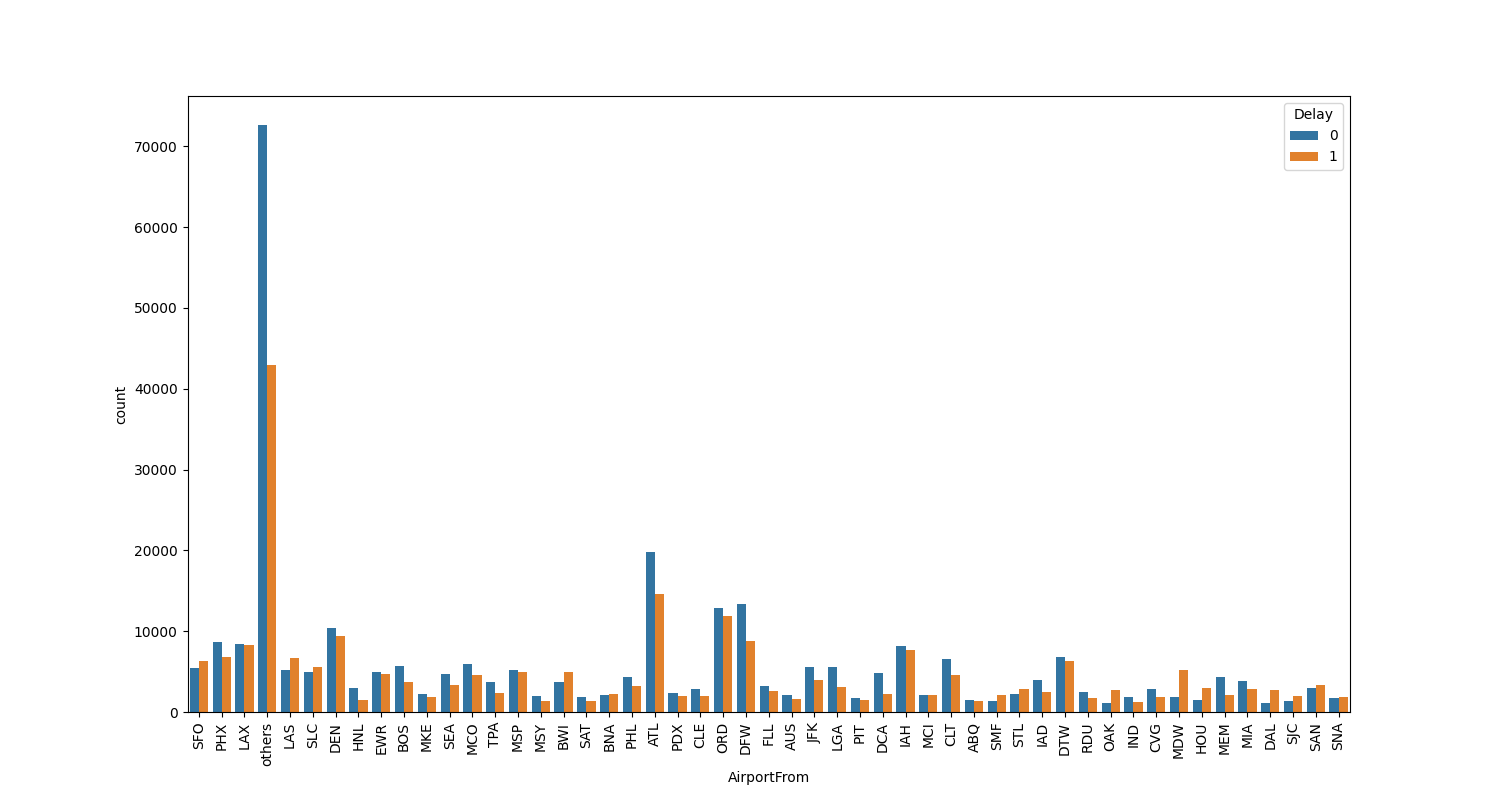 Delay
0
1
70000
60000
50000
40000
30000
20000
10000
0
count
SFO
PHX
LAX
others
LAS
SLC
DEN
HNL
EWR
BOS
MKE
SEA
MCO
TPA
MSP
MSY
BWI
SAT
BNA
PHL
ATL
PDX
CLE
ORD
DFW
FLL
AUS
JFK
LGA
PIT
DCA
IAH
MCI
CLT
ABQ
SMF
STL
IAD
DTW
RDU
OAK
IND
CVG
MDW
HOU
MEM
MIA
DAL
SJC
SAN
SNA
AirportFrom